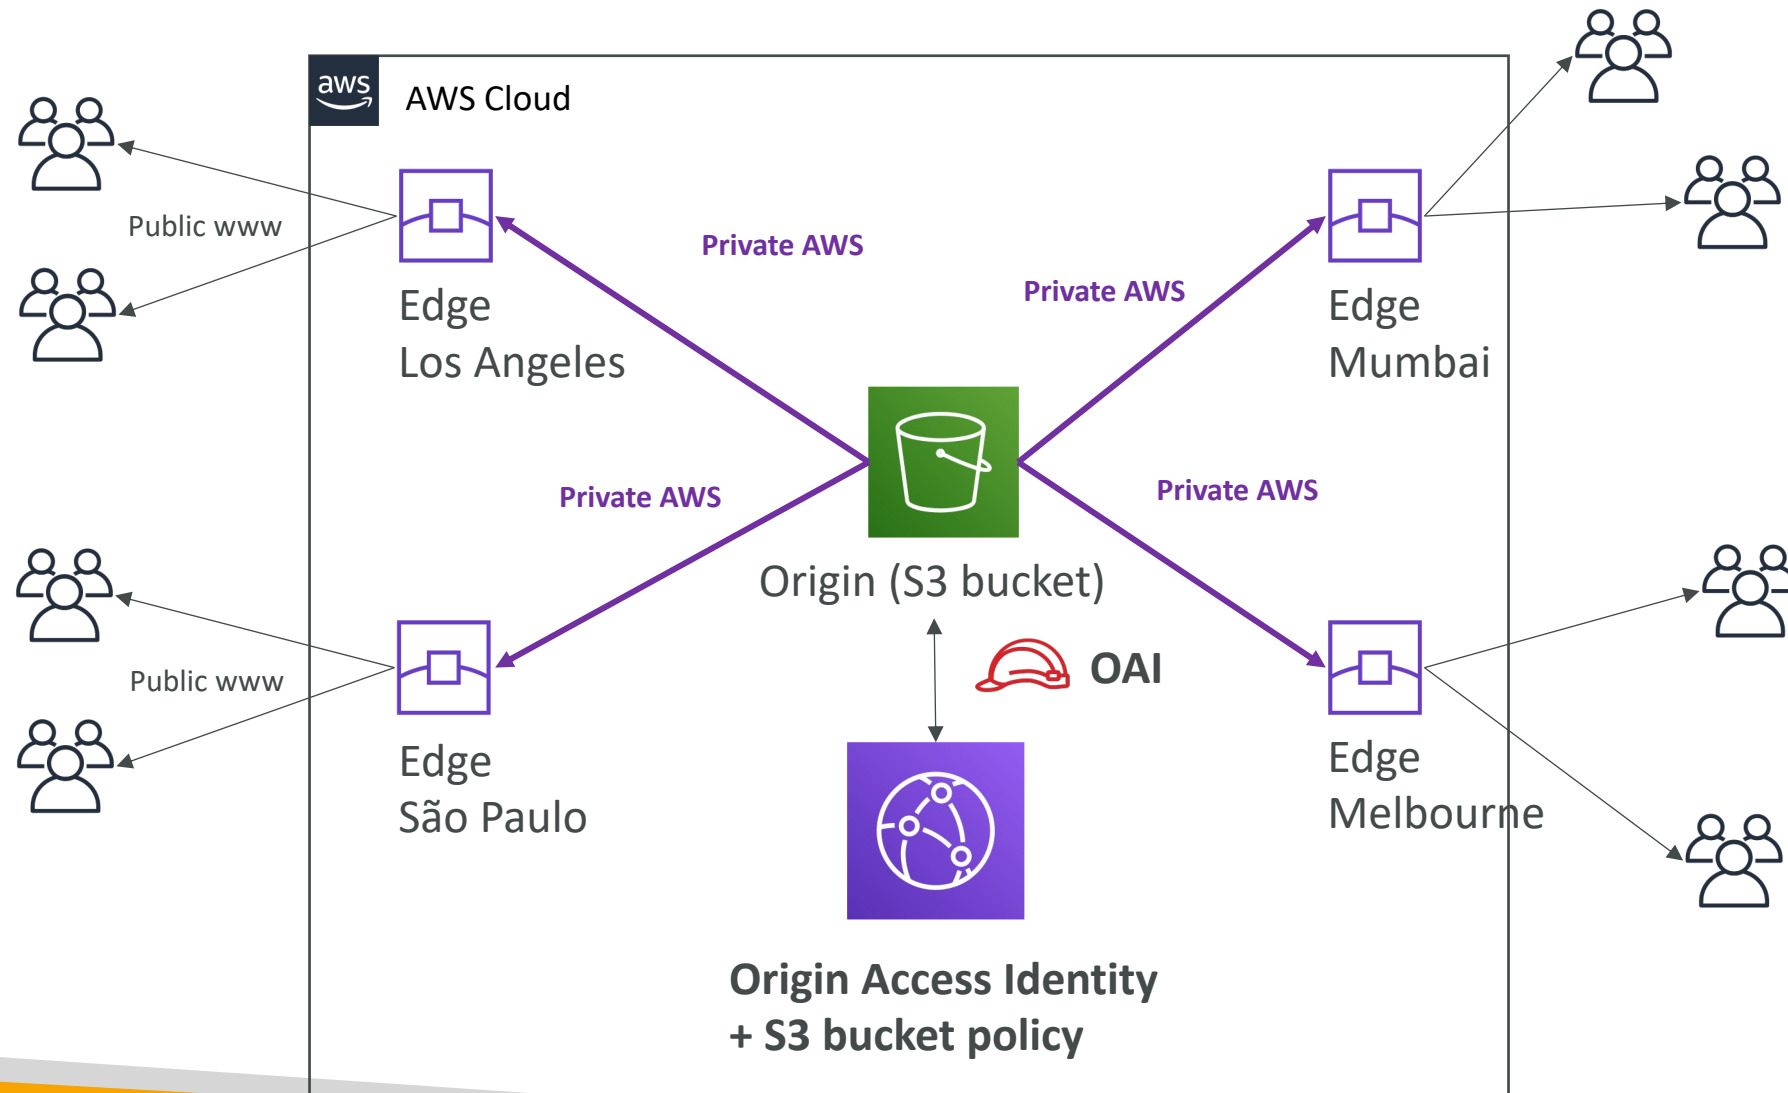 aws
AWS Cloud
Public www
Private AWS
Private AWS
Edge
Los Angeles
Edge
Mumbai
Private AWS
Private AWS
Origin (S3 bucket)
OAI
Public www
Edge
São Paulo
Edge
Melbourne
Origin Access Identity
+ S3 bucket policy